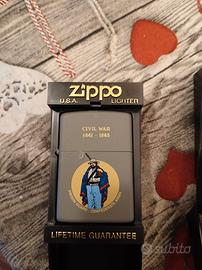 Zippo
U.S.A. LIGHTER
CIVIL WAR
1861 - 1865
LIFETIME GUARANTEE
subito